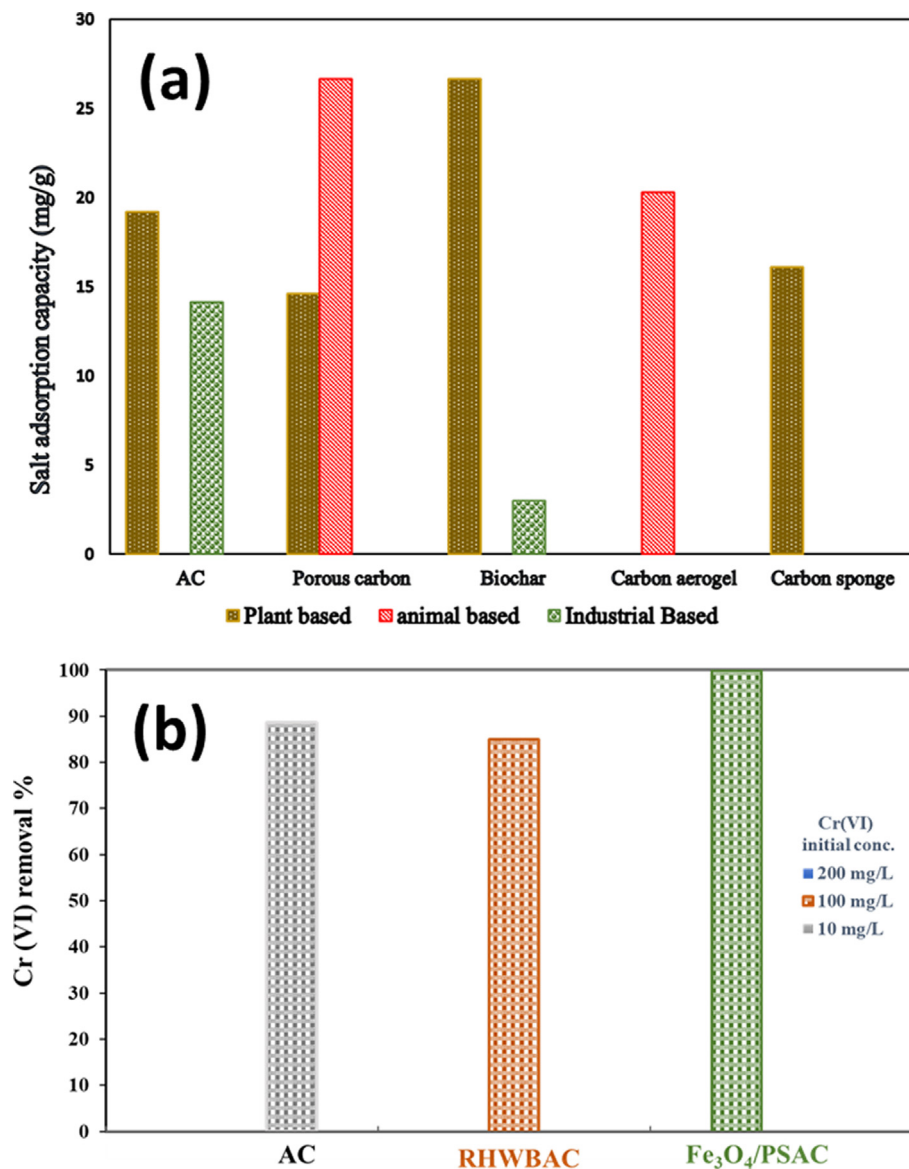 (a)
Salt adsorption capacity (mg/g)
30
25
20
15
10
5
0
AC Porous carbon Biochar Carbon aerogel Carbon sponge
Plant based animal based Industrial Based
(b)
Cr (VI) removal %
100
90
80
70
60
50
40
30
20
10
0
Cr(VI)
initial conc.
200 mg/L
100 mg/L
10 mg/L
AC RHWBAC Fe₃O₄/PSAC